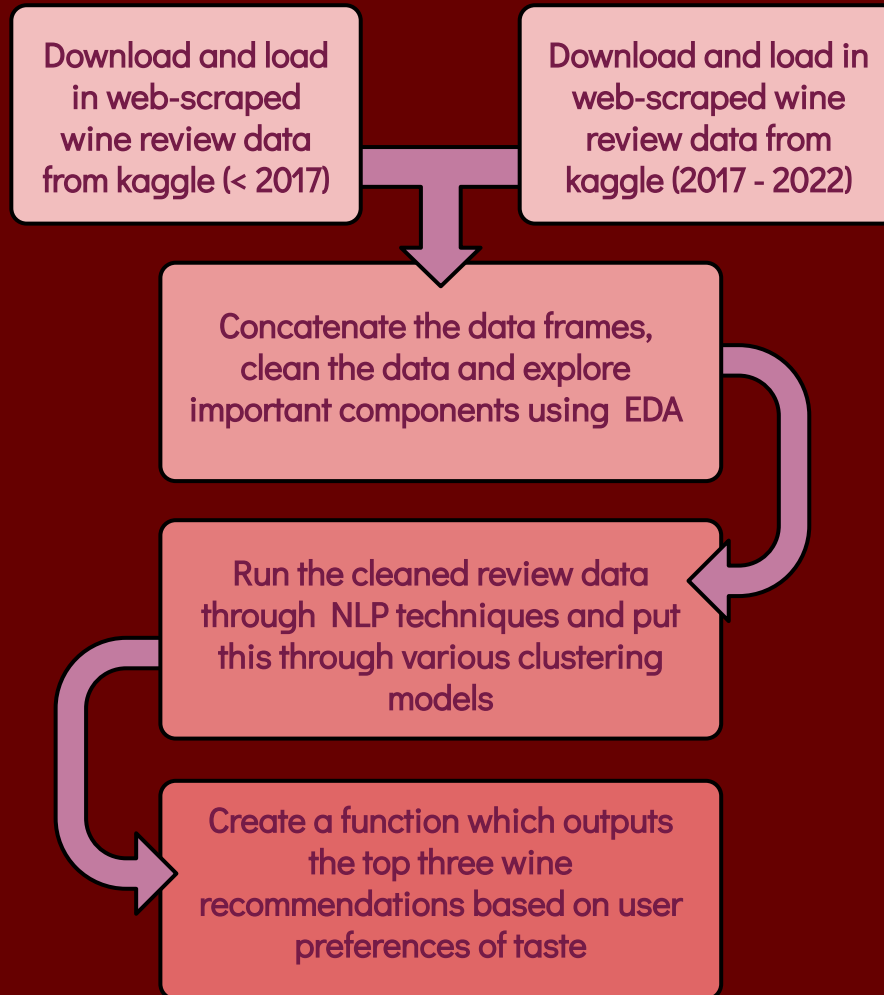 Download and load
in web-scraped
wine review data
from kaggle (< 2017)
Download and load in
web-scraped wine
review data from
kaggle (2017 - 2022)
Concatenate the data frames,
clean the data and explore
important components using  EDA
Run the cleaned review data
through  NLP techniques and put
this through various clustering
models
Create a function which outputs
the top three wine
recommendations based on user
preferences of taste